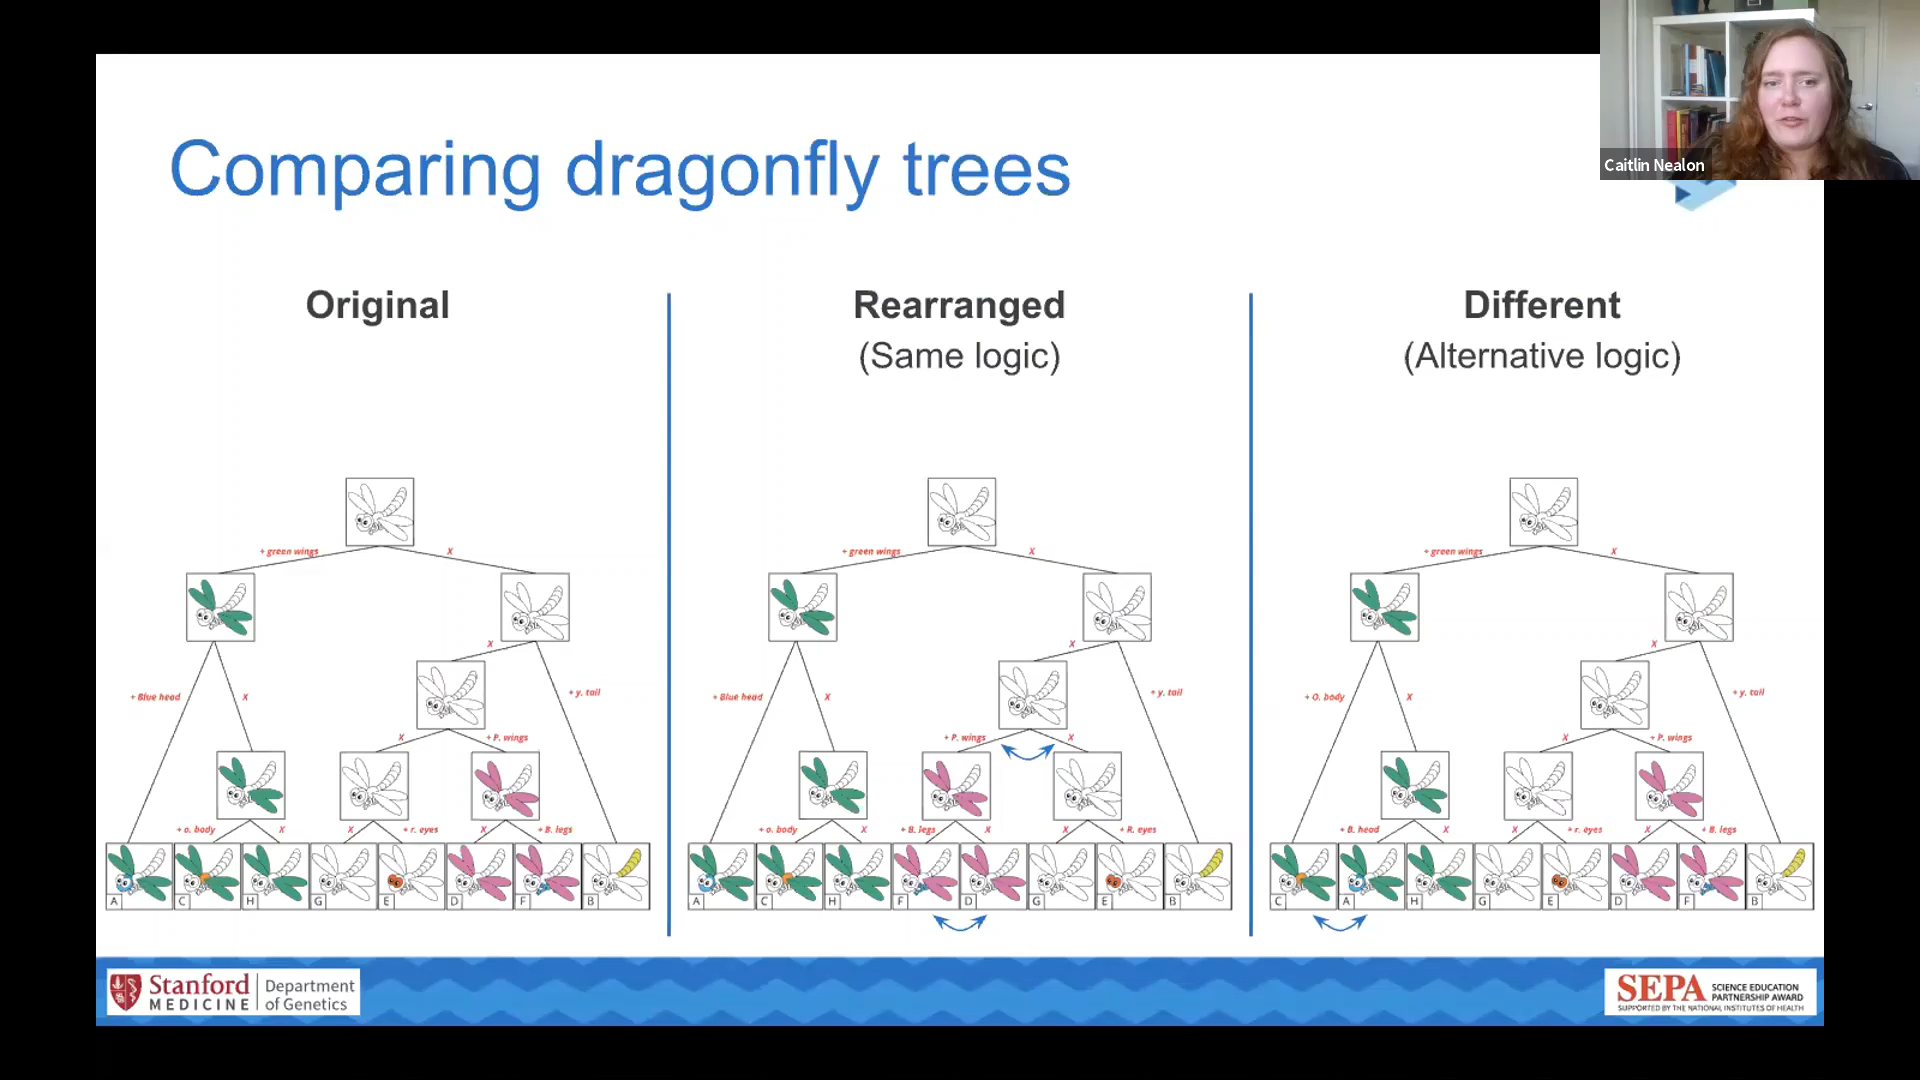 Caitlin Nealon
Comparing dragonfly trees
Original
+ green wings
X
X
+ Blue head
X
+ y. tail
X
+ P. wings
+ o. body
X
X
+ r. eyes
X
+ B. legs
A
C
H
G
E
D
F
B
Rearranged
(Same logic)
+ green wings
X
X
+ Blue head
X
+ y. tail
+ P. wings
X
+ o. body
X
+ B. legs
X
X
+ R. eyes
A
C
H
F
D
G
E
B
Different
(Alternative logic)
+ green wings
X
X
+ O. body
X
+ y. tail
X
+ P. wings
+ B. head
X
X
+ r. eyes
X
+ B. legs
C
A
H
G
E
D
F
B
Stanford
MEDICINE
Department
of Genetics
SEPA
SCIENCE EDUCATION
PARTNERSHIP AWARD
SUPPORTED BY THE NATIONAL INSTITUTES OF HEALTH